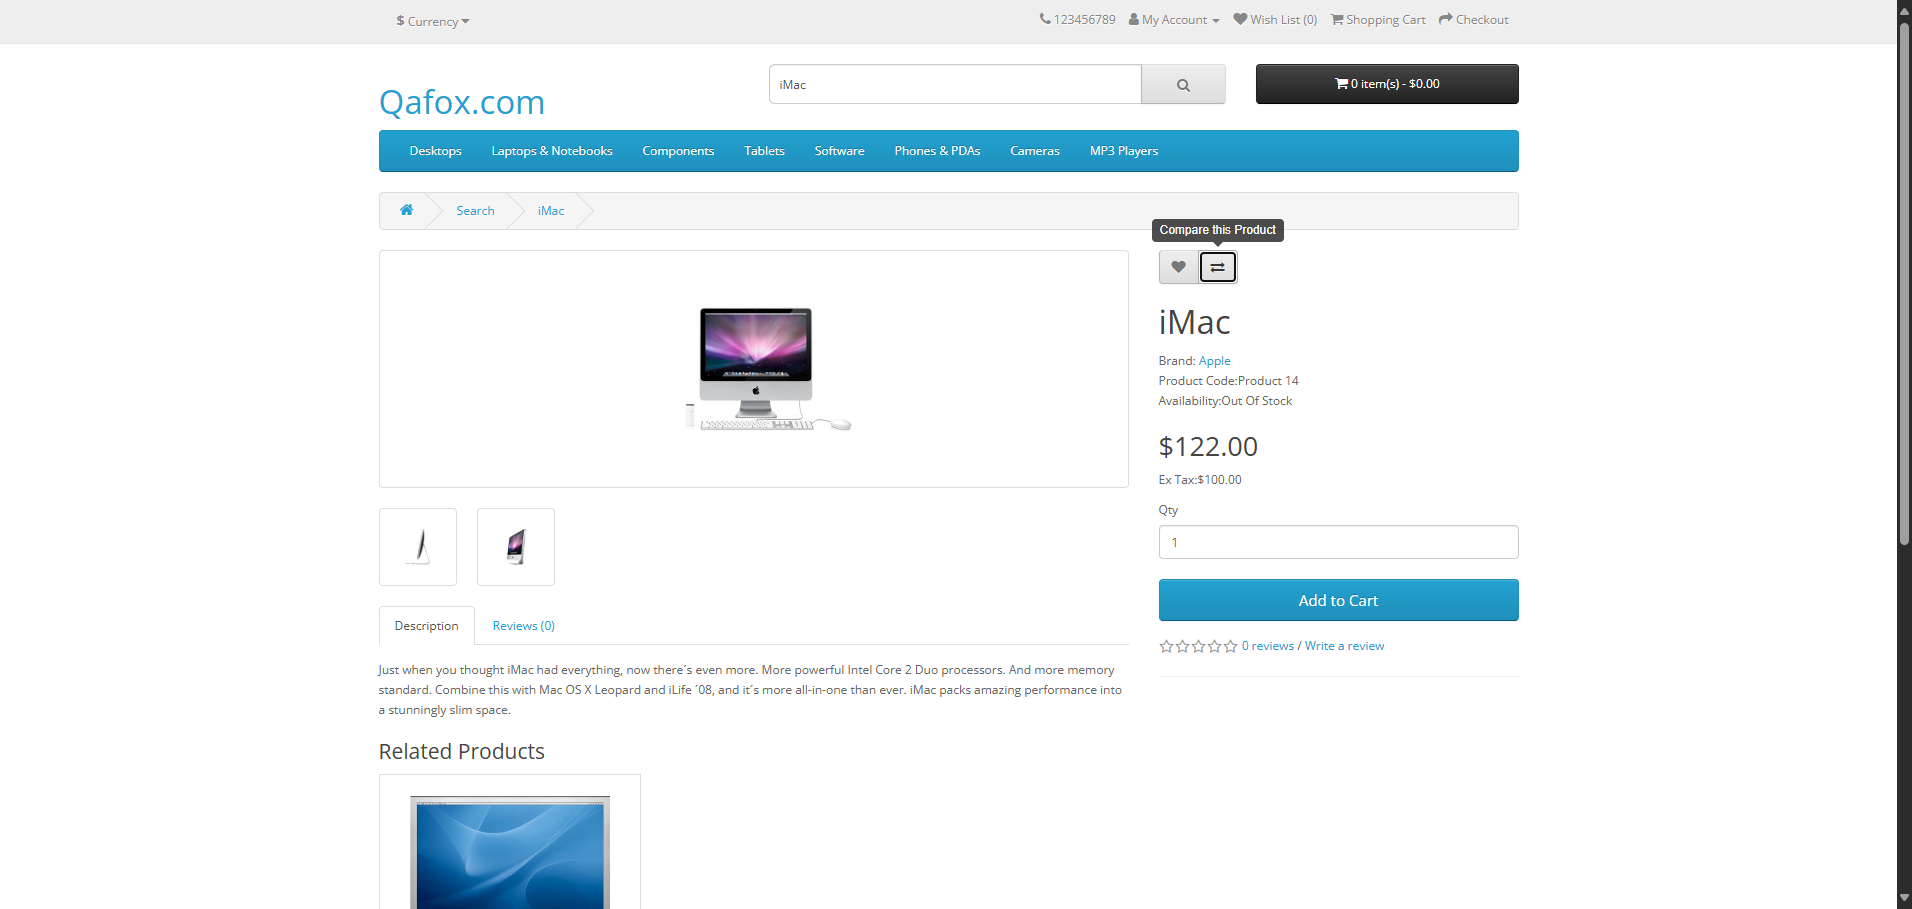 $ Currency
123456789 My Account Wish List (0) Shopping Cart Checkout
Qafox.com
iMac
0 item(s) - $0.00
Desktops Laptops & Notebooks Components Tablets Software Phones & PDAs Cameras MP3 Players
Search iMac
Compare this Product
iMac
Brand: Apple
Product Code:Product 14
Availability:Out Of Stock
$122.00
Ex Tax:$100.00
Qty
1
Add to Cart
0 reviews / Write a review
Description Reviews (0)
Just when you thought iMac had everything, now there´s even more. More powerful Intel Core 2 Duo processors. And more memory
standard. Combine this with Mac OS X Leopard and iLife ´08, and it´s more all-in-one than ever. iMac packs amazing performance into
a stunningly slim space.
Related Products